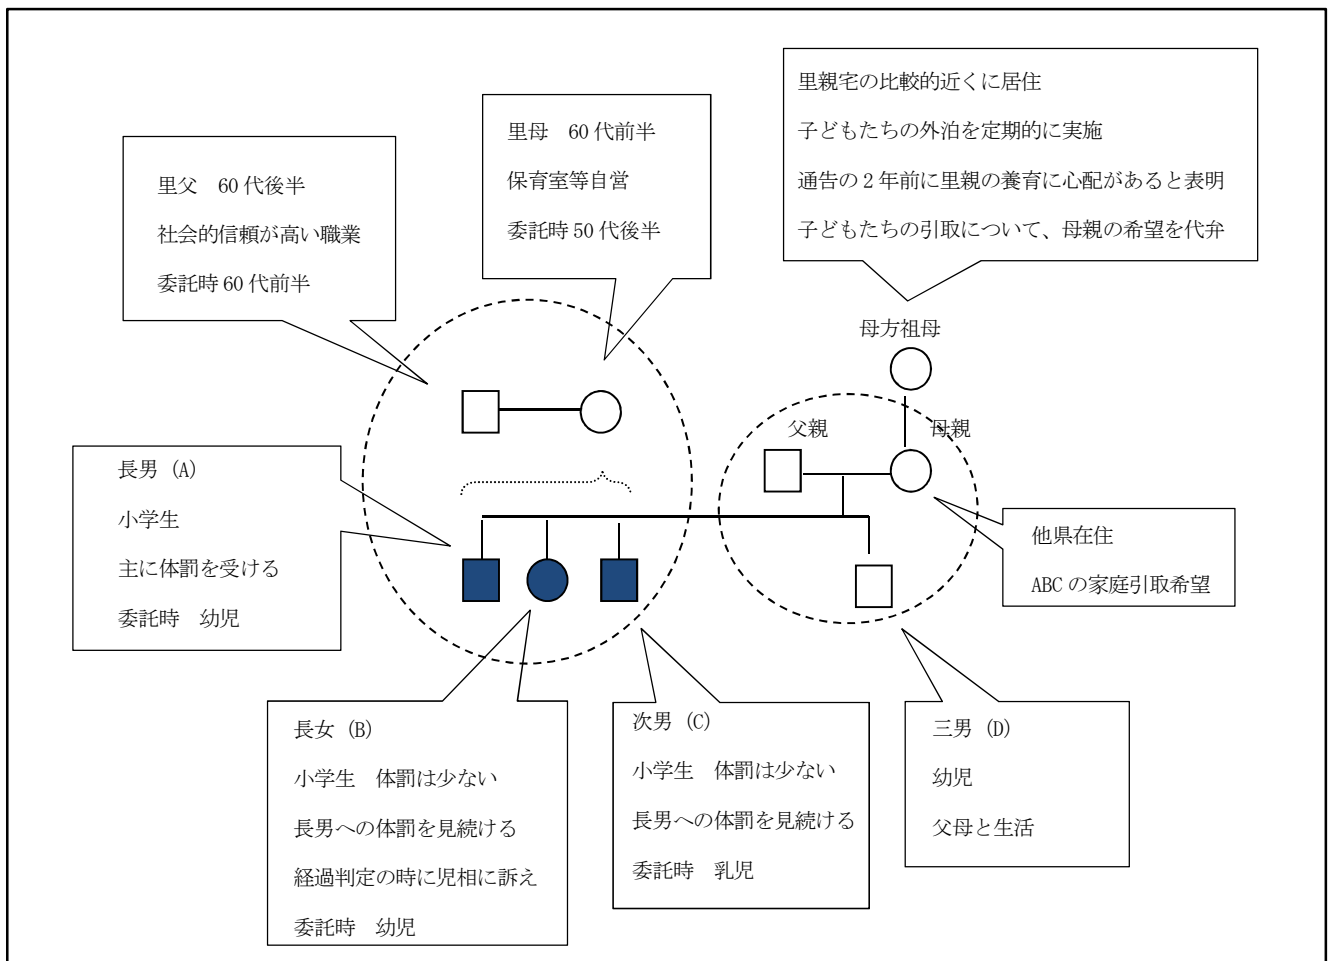 里親宅の比較的近くに居住
子どもたちの外泊を定期的に実施
通告の2年前に里親の養育に心配があると表明
子どもたちの引取について、母親の希望を代弁
里母 60代前半
保育室等自営
委託時50代後半
里父 60代後半
社会的信頼が高い職業
委託時60代前半
母方祖母
父親
母親
長男 (A)
小学生
主に体罰を受ける
委託時 幼児
他県在住
ABCの家庭引取希望
長女 (B)
小学生 体罰は少ない
長男への体罰を見続ける
経過判定の時に児相に訴え
委託時 幼児
次男 (C)
小学生 体罰は少ない
長男への体罰を見続ける
委託時 乳児
三男 (D)
幼児
父母と生活